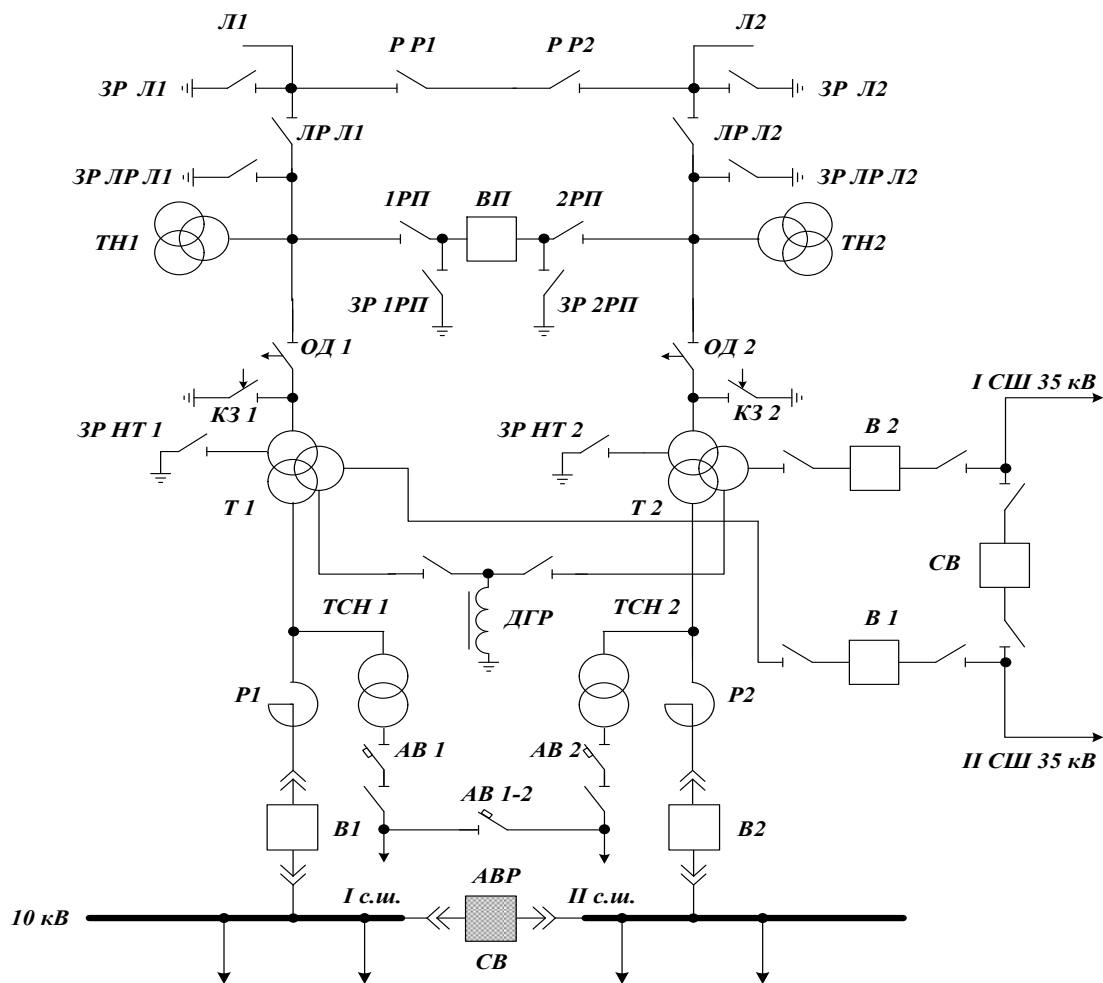 Л1
Р Р1
Р Р2
Л2
ЗР Л1
ЗР Л2
ЛР Л1
ЛР Л2
ЗР ЛР Л1
ЗР ЛР Л2
1РП
ВП
2РП
ТН1
ТН2
ЗР 1РП
ЗР 2РП
ОД 1
ОД 2
I СШ 35 кВ
КЗ 1
КЗ 2
ЗР НТ 1
ЗР НТ 2
В 2
Т 1
Т 2
СВ
ТСН 1
ДГР
ТСН 2
В 1
Р1
Р2
АВ 1
АВ 2
II СШ 35 кВ
АВ 1-2
В1
В2
АВР
I с.ш.
II с.ш.
10 кВ
СВ